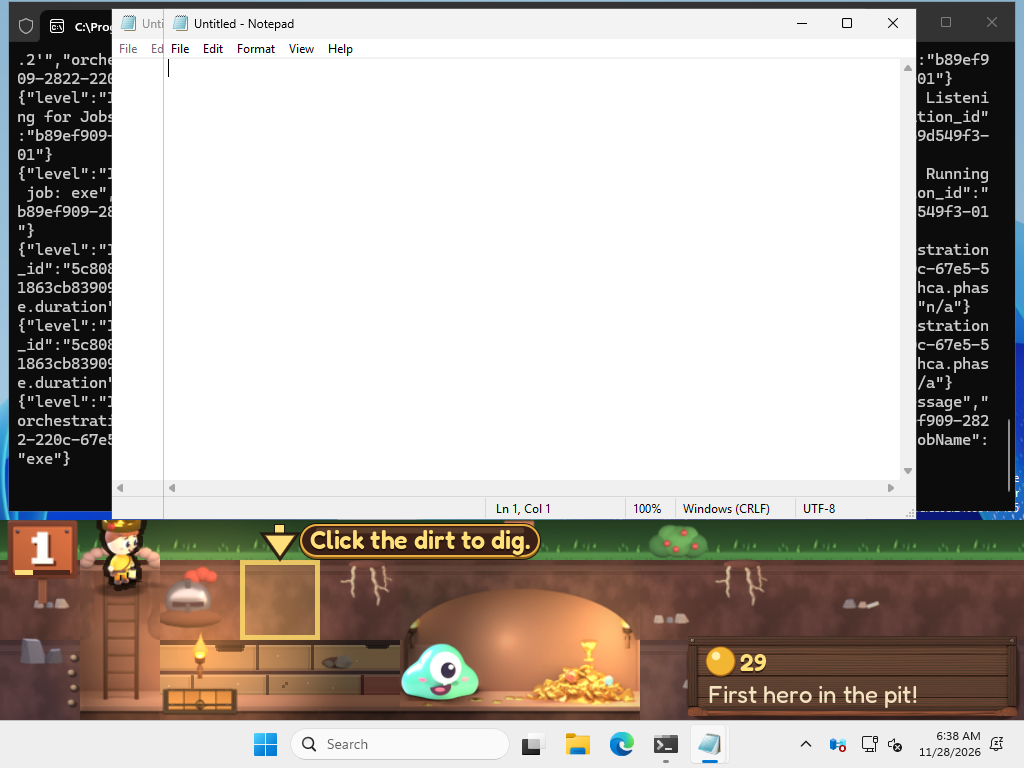 C:\Prog
Unti
Untitled - Notepad
File
Ed
File Edit Format View Help
.2'","orche
:"b89ef9
09-2822-220
01"}
{"level":"I
Listeni
ng for Jobs
tion_id"
:"b89ef909-
9d549f3-
01"}
{"level":"I
Running
job: exe",
on_id":"
b89ef909-28
549f3-01
"}
{"level":"I
stration
_id":"5c808
c-67e5-5
1863cb83909
hca.phas
e.duration"
"n/a"}
{"level":"I
stration
_id":"5c808
c-67e5-5
1863cb83909
hca.phas
e.duration"
/a"}
{"level":"I
ssage","
orchestrati
f909-282
2-220c-67e5
obName":
"exe"}
Ln 1, Col 1 100% Windows (CRLF) UTF-8
1
Click the dirt to dig.
29
First hero in the pit!
Search
6:38 AM
11/28/2026